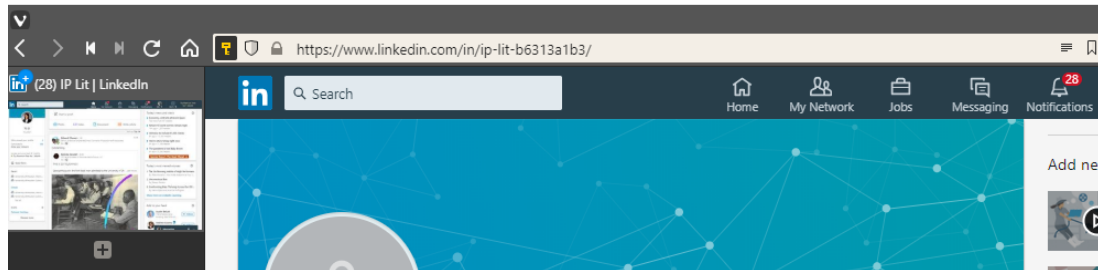 https://www.linkedin.com/in/ip-lit-b6313a1b3/
(28) IP Lit | LinkedIn
in
Search
Home
My Network
Jobs
Messaging
28
Notifications
Add ne